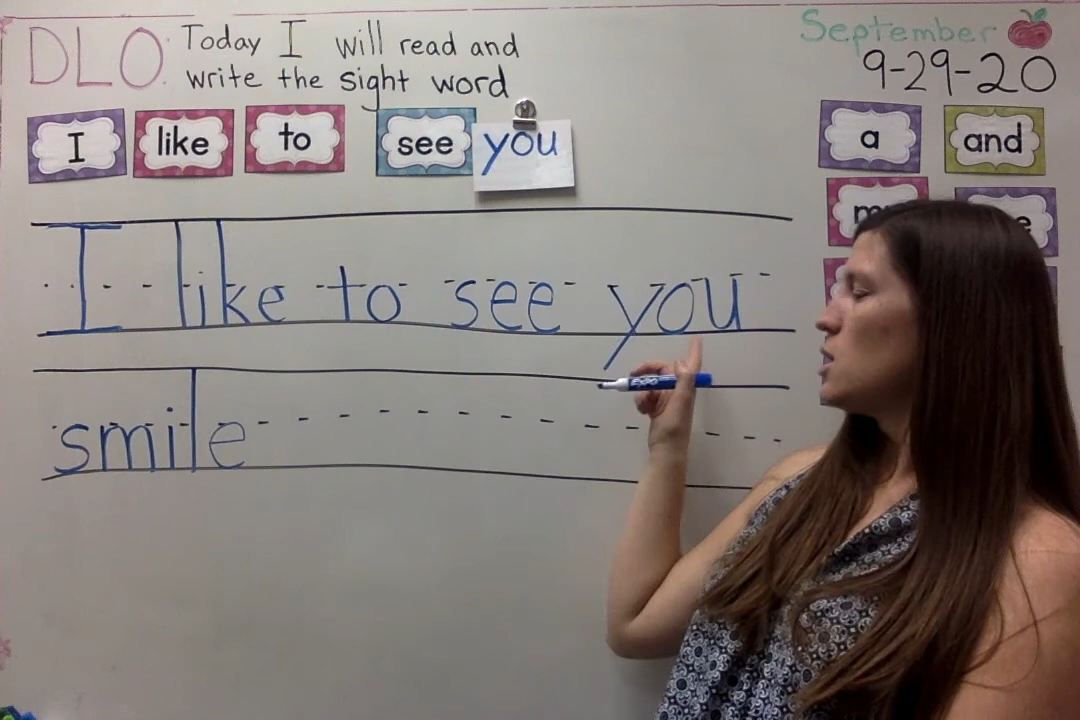 DLO: Today I will read and
write the sight word
September
9-29-20
I like to see you
a and
I like to see you
smile
EXPO